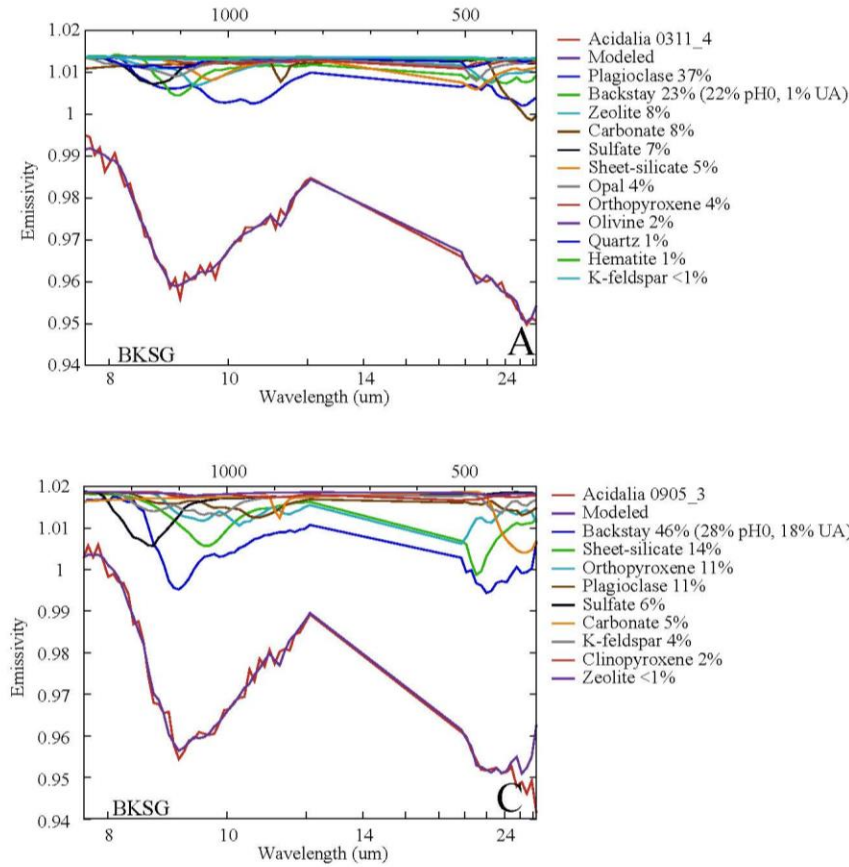 1000 500
1.02
1.01
1
0.99
0.98
0.97
0.96
0.95
0.94
Emissivity
BKSG
A
8 10 14 24
Wavelength (um)
Acidalia 0311_4
Modeled
Plagioclase 37%
Backstay 23% (22% pH0, 1% UA)
Zeolite 8%
Carbonate 8%
Sulfate 7%
Sheet-silicate 5%
Opal 4%
Orthopyroxene 4%
Olivine 2%
Quartz 1%
Hematite 1%
K-feldspar <1%
1000 500
1.02
1.01
1
0.99
0.98
0.97
0.96
0.95
0.94
Emissivity
BKSG
C
8 10 14 24
Wavelength (um)
Acidalia 0905_3
Modeled
Backstay 46% (28% pH0, 18% UA)
Sheet-silicate 14%
Orthopyroxene 11%
Plagioclase 11%
Sulfate 6%
Carbonate 5%
K-feldspar 4%
Clinopyroxene 2%
Zeolite <1%